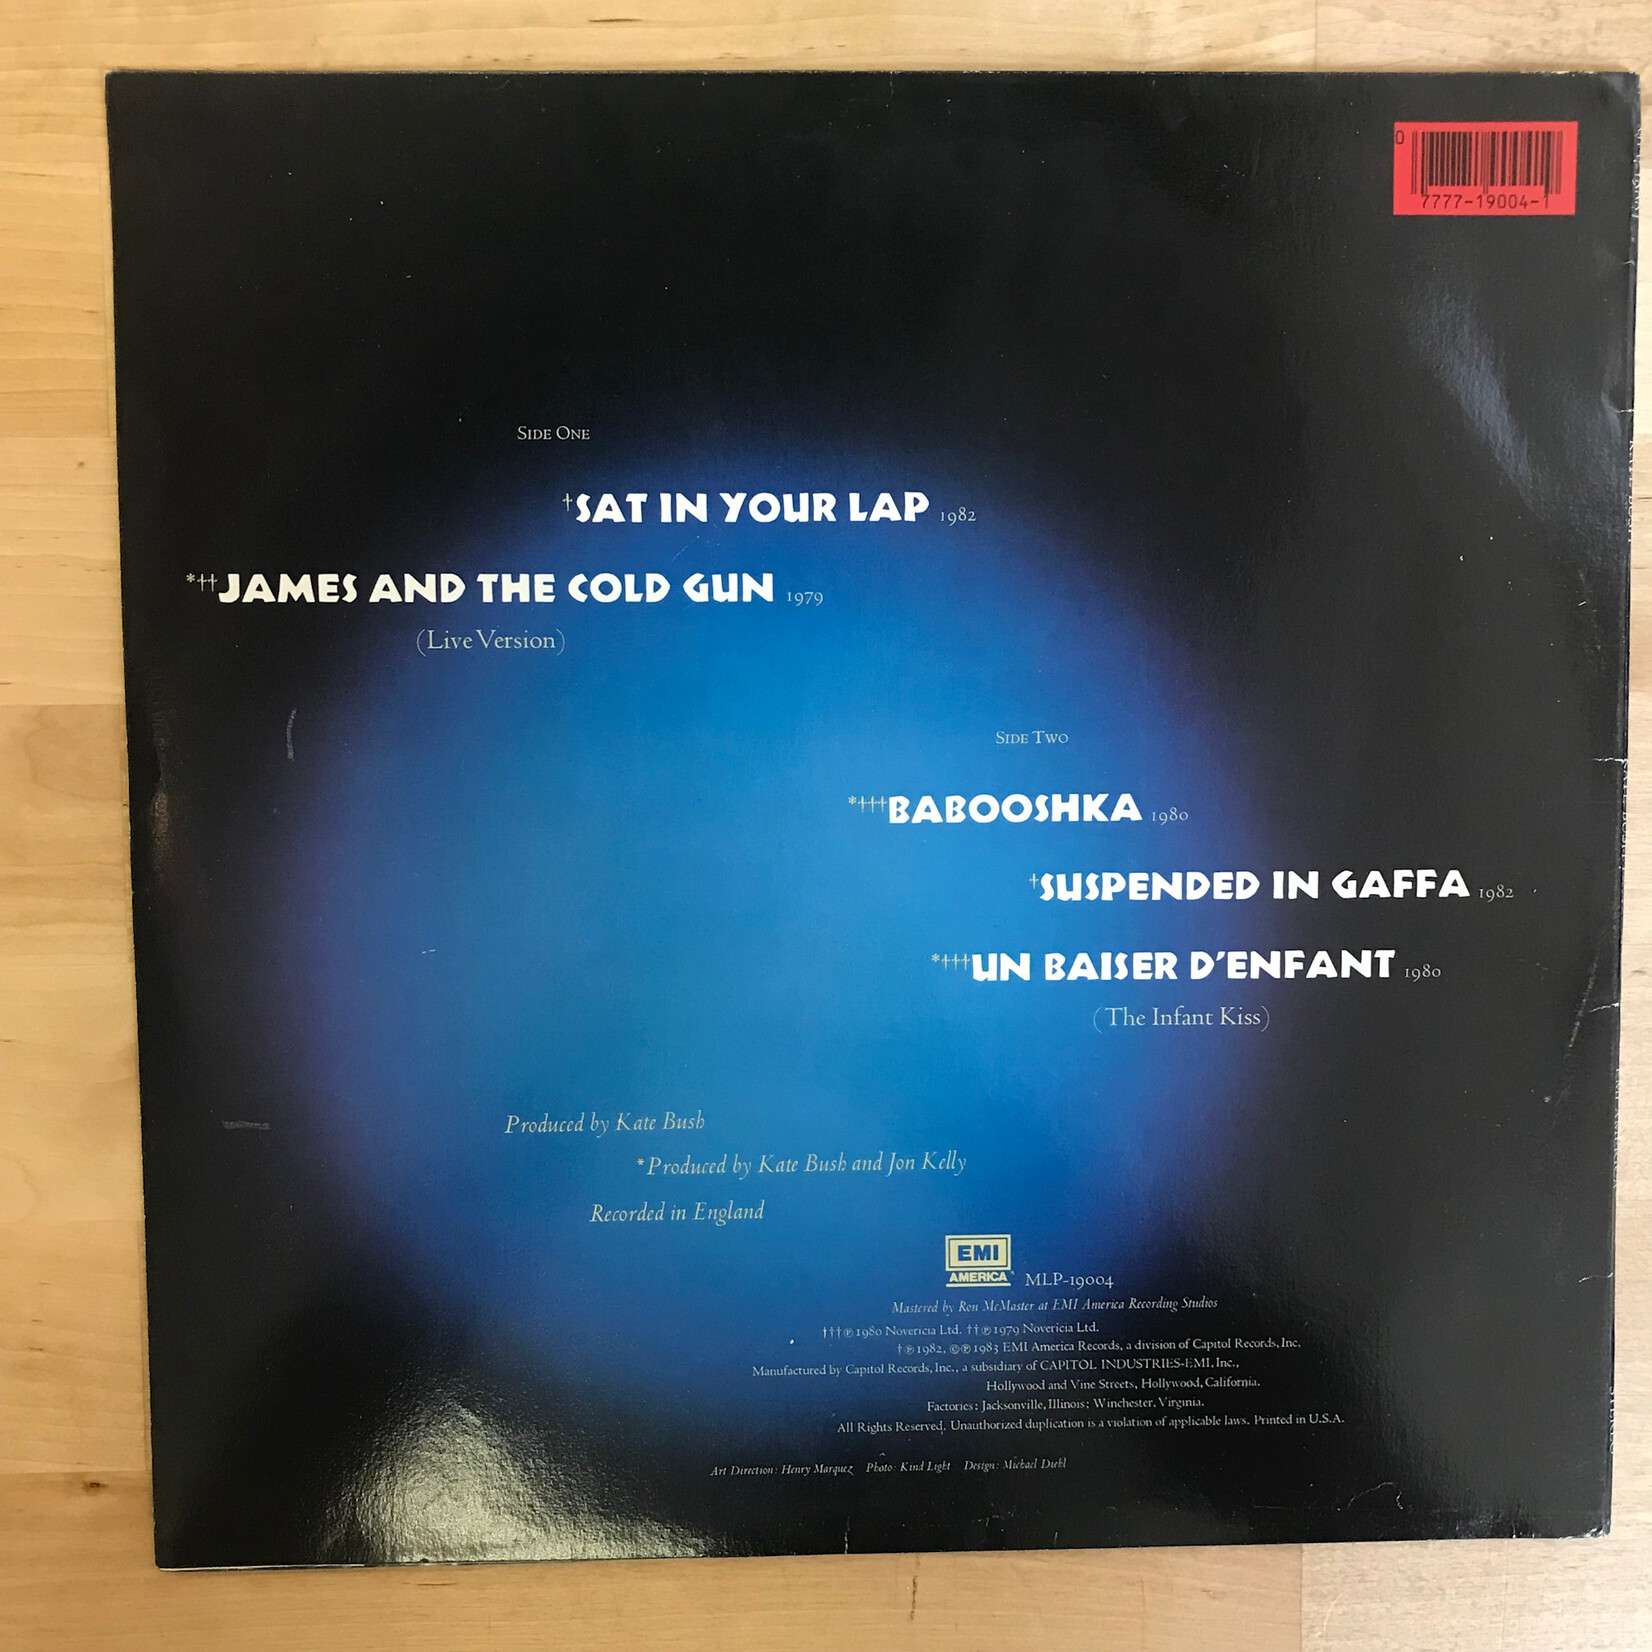 0
7777-19004-1
SIDE ONE
†SAT IN YOUR LAP 1982
*††JAMES AND THE COLD GUN 1979
(Live Version)
SIDE TWO
*†††BABOOSHKA 1980
†SUSPENDED IN GAFFA 1982
*†††UN BAISER D'ENFANT 1980
(The Infant Kiss)
Produced by Kate Bush
*Produced by Kate Bush and Jon Kelly
Recorded in England
EMI
AMERICA MLP-19004
Mastered by Ron McMaster at EMI America Recording Studios
†††℗1980 Novericia Ltd. ††℗1979 Novericia Ltd.
†℗1982, ©℗1983 EMI America Records, a division of Capitol Records, Inc.
Manufactured by Capitol Records, Inc., a subsidiary of CAPITOL INDUSTRIES-EMI, Inc.,
Hollywood and Vine Streets, Hollywood, California.
Factories: Jacksonville, Illinois; Winchester, Virginia.
All Rights Reserved. Unauthorized duplication is a violation of applicable laws. Printed in U.S.A.
Art Direction: Henry Marquez Photo: Kind Light Design: Michael Diehl